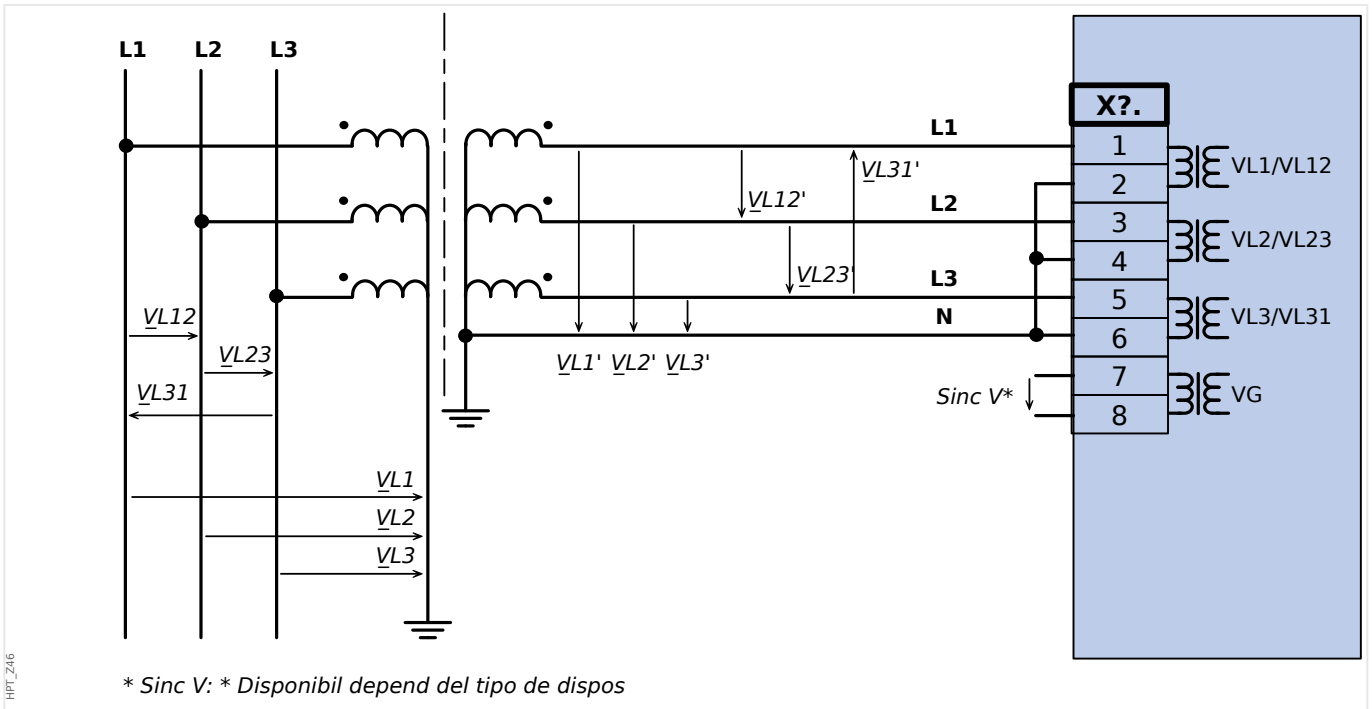 L1 L2 L3
X?.
L1
1
VL31'
VL1/VL12
2
VL12'
L2
3
VL2/VL23
4
VL23'
L3
5
N
VL12
VL3/VL31
6
VL23
VL1' VL2' VL3'
7
VL31
Sinc V*
VG
8
VL1
VL2
VL3
HPT_Z46
* Sinc V: * Disponibil depend del tipo de dispos